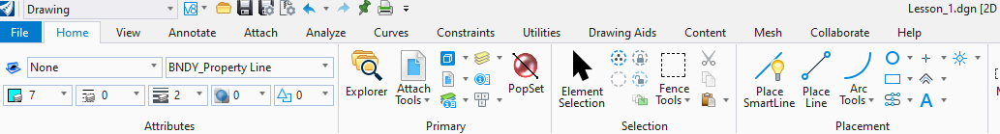 Drawing V8 Lesson_1.dgn [2D
File Home View Annotate Attach Analyze Curves Constraints Utilities Drawing Aids Content Mesh Collaborate Help
None BNDY_Property Line
7 0 2 0 0
Explorer Attach Tools PopSet Element Selection Fence Tools Place SmartLine Place Line Arc Tools
Attributes Primary Selection Placement